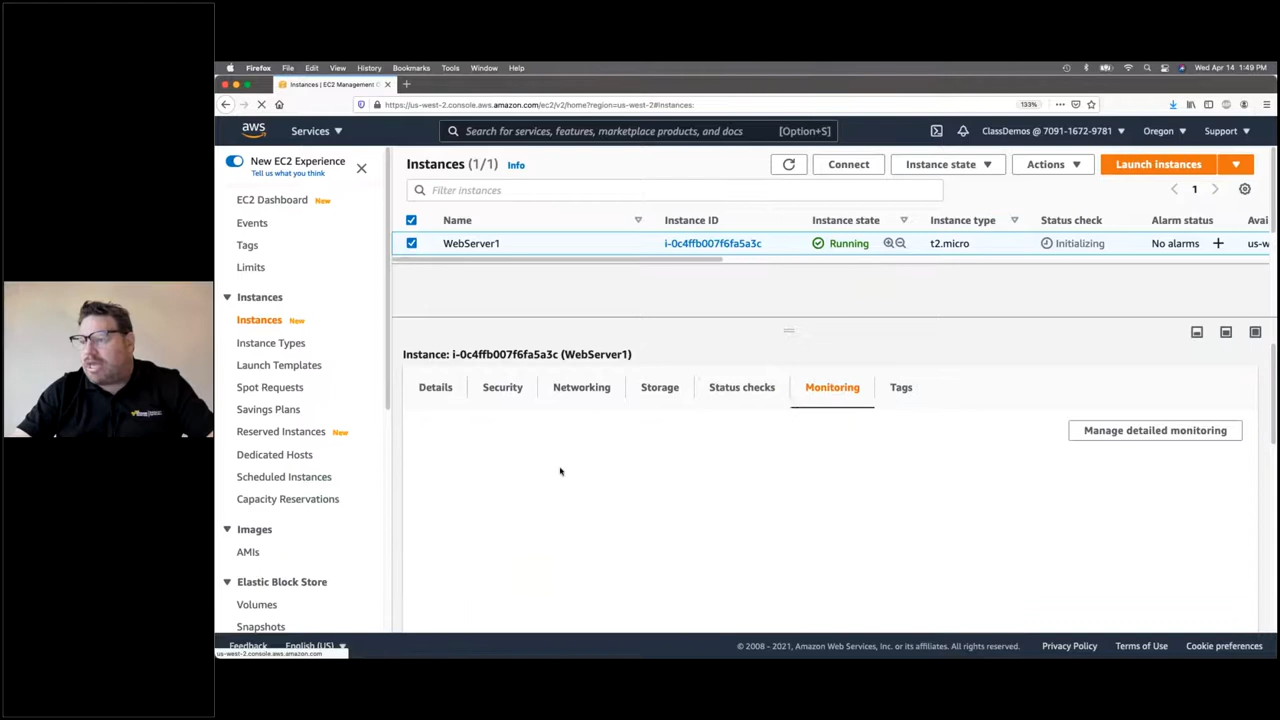 Firefox File Edit View History Bookmarks Tools Window Help Wed Apr 14 1:49 PM
Instances | EC2 Management C
https://us-west-2.console.aws.amazon.com/ec2/v2/home?region=us-west-2#Instances: 133%
aws Services Search for services, features, marketplace products, and docs [Option+S] ClassDemos @ 7091-1672-9781 Oregon Support
New EC2 Experience
Tell us what you think
EC2 Dashboard New
Events
Tags
Limits
Instances
Instances New
Instance Types
Launch Templates
Spot Requests
Savings Plans
Reserved Instances New
Dedicated Hosts
Scheduled Instances
Capacity Reservations
Images
AMIs
Elastic Block Store
Volumes
Snapshots
Instances (1/1) Info Connect Instance state Actions Launch instances
Filter instances 1
Name Instance ID Instance state Instance type Status check Alarm status Avai
WebServer1 i-0c4ffb007f6fa5a3c Running t2.micro Initializing No alarms us-w
Instance: i-0c4ffb007f6fa5a3c (WebServer1)
Details Security Networking Storage Status checks Monitoring Tags
Manage detailed monitoring
Feedback English (US) © 2008 - 2021, Amazon Web Services, Inc. or its affiliates. All rights reserved. Privacy Policy Terms of Use Cookie preferences
us-west-2.console.aws.amazon.com